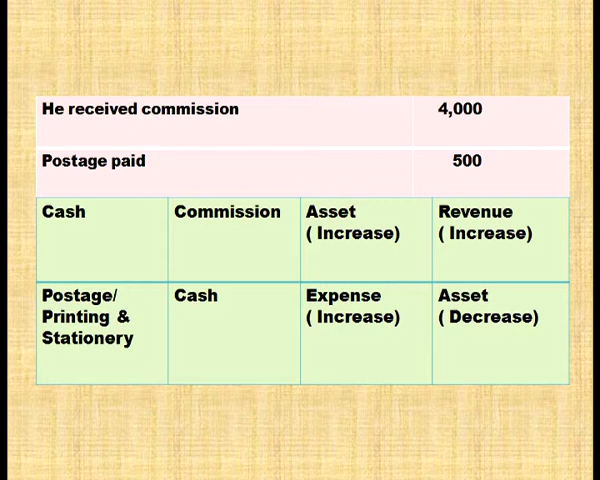 He received commission 4,000
Postage paid 500
Cash Commission Asset Revenue
( Increase) ( Increase)
Postage/ Cash Expense Asset
Printing & ( Increase) ( Decrease)
Stationery